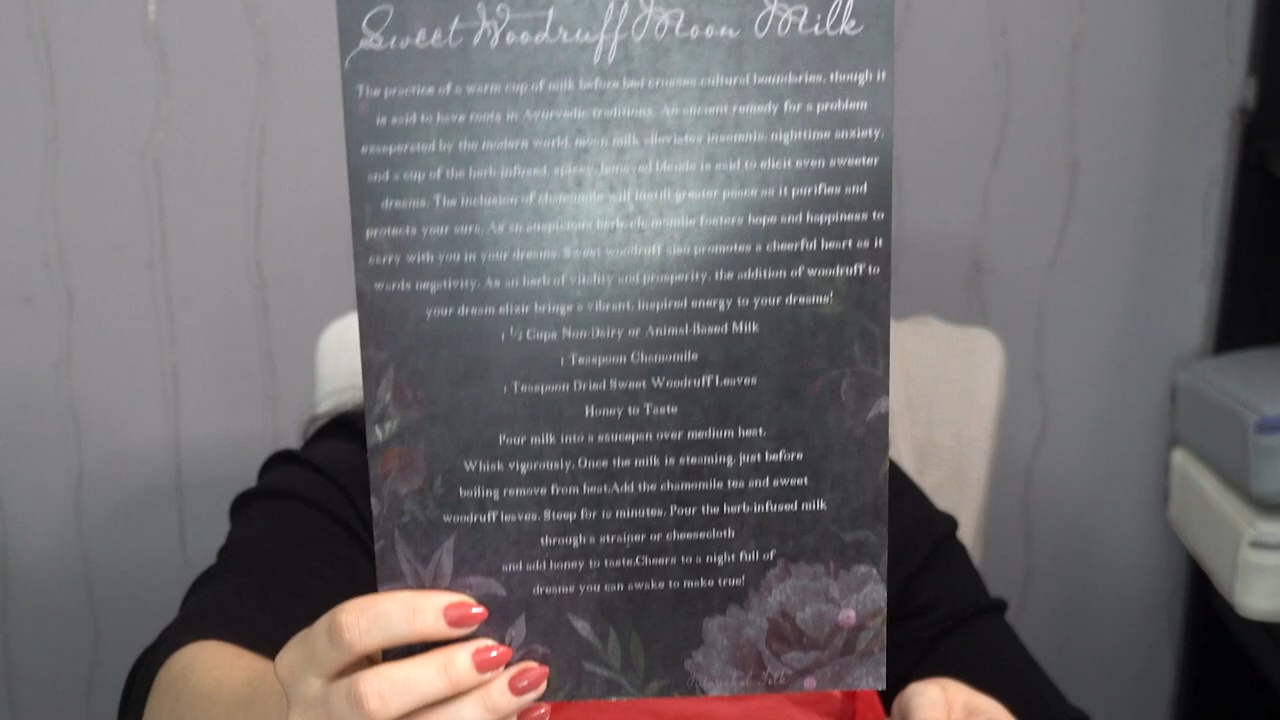 Sweet Woodruff Moon Milk
The practice of a warm cup of milk before bed crosses cultural boundaries, though it
is said to have roots in Ayurvedic traditions. An ancient remedy for a problem
exasperated by the modern world, moon milk alleviates insomnia, nighttime anxiety,
and a cup of the herb-infused, spicey, honeyed blends is said to elicit even sweeter
dreams. The inclusion of chamomile will instill greater peace as it purifies and
protects your aura. As an auspicious herb, chamomile fosters hope and happiness to
carry with you in your dreams. Sweet woodruff also promotes a cheerful heart as it
wards negativity. As an herb of vitality and prosperity, the addition of woodruff to
your dream elixir brings a vibrant, inspired energy to your dreams!
1 ½ Cups Non-Dairy or Animal-Based Milk
1 Teaspoon Chamomile
1 Teaspoon Dried Sweet Woodruff Leaves
Honey to Taste
Pour milk into a saucepan over medium heat.
Whisk vigorously. Once the milk is steaming, just before
boiling remove from heat.Add the chamomile tea and sweet
woodruff leaves. Steep for 10 minutes. Pour the herb-infused milk
through a strainer or cheesecloth
and add honey to taste.Cheers to a night full of
dreams you can awake to make true!